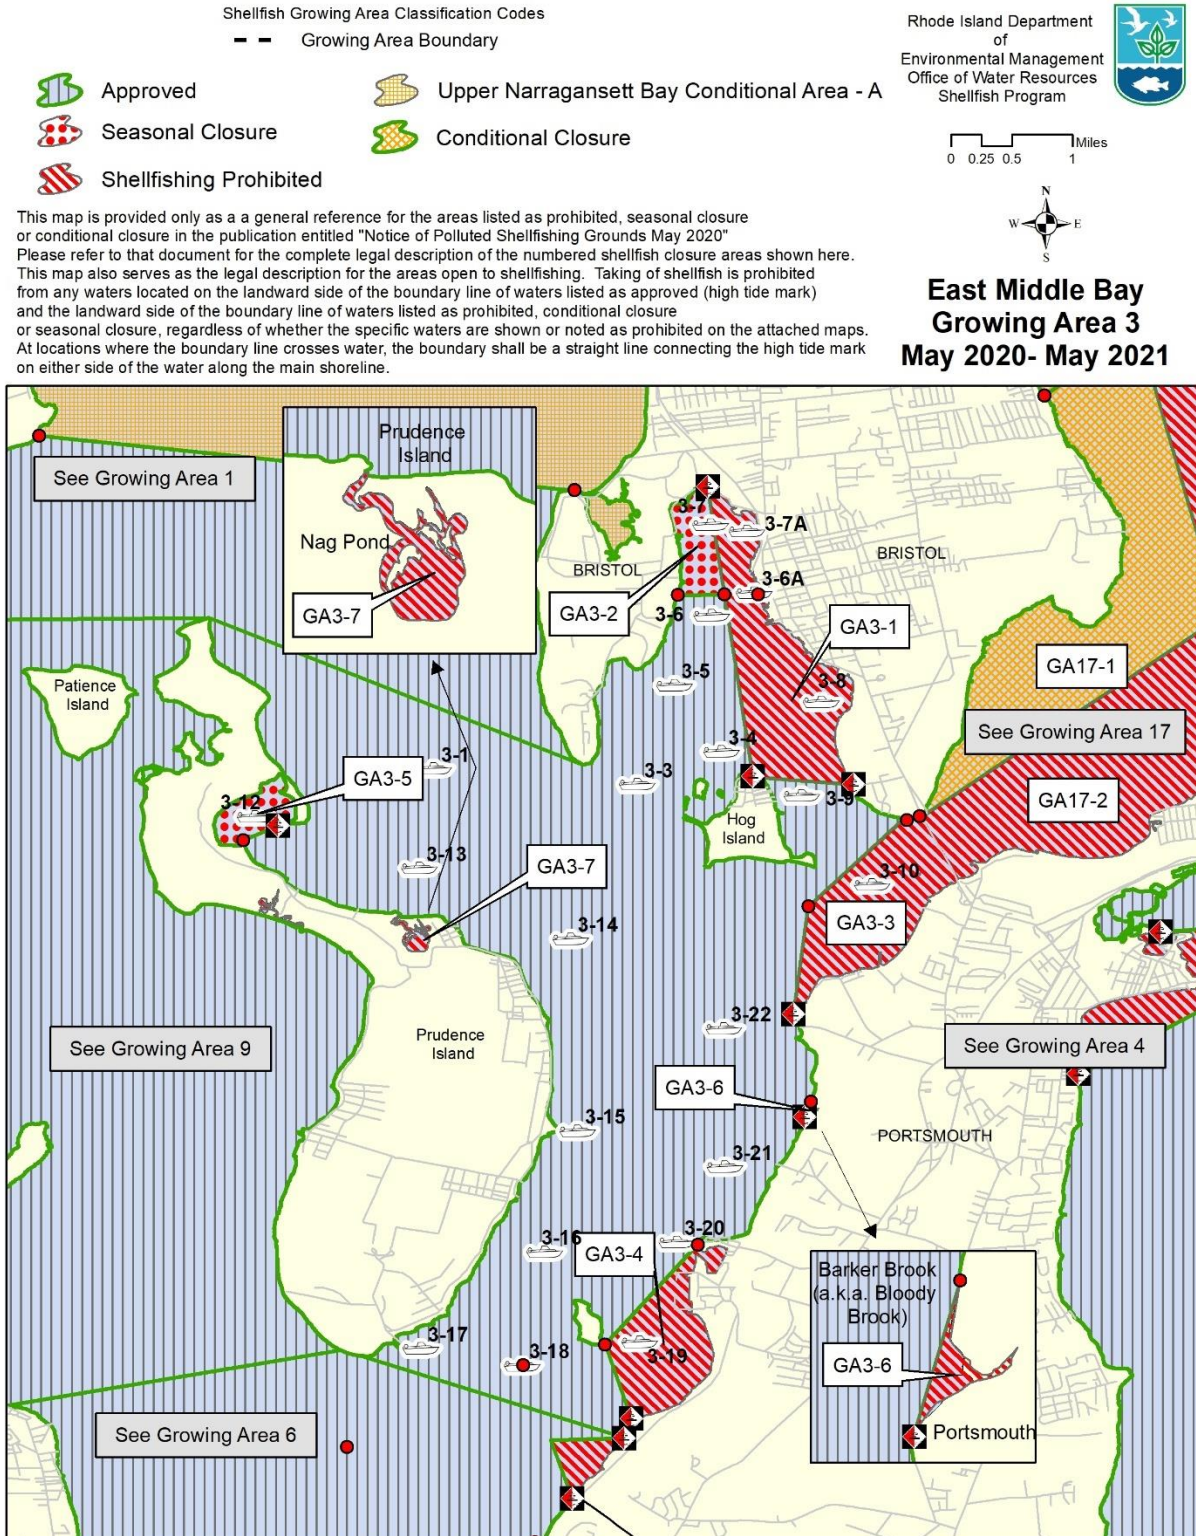 Shellfish Growing Area Classification Codes
Growing Area Boundary
Approved
Upper Narragansett Bay Conditional Area - A
Seasonal Closure
Conditional Closure
Shellfishing Prohibited
Rhode Island Department
of
Environmental Management
Office of Water Resources
Shellfish Program
Miles
0 0.25 0.5 1
N
W E
S
This map is provided only as a a general reference for the areas listed as prohibited, seasonal closure
or conditional closure in the publication entitled "Notice of Polluted Shellfishing Grounds May 2020"
Please refer to that document for the complete legal description of the numbered shellfish closure areas shown here.
This map also serves as the legal description for the areas open to shellfishing. Taking of shellfish is prohibited
from any waters located on the landward side of the boundary line of waters listed as approved (high tide mark)
and the landward side of the boundary line of waters listed as prohibited, conditional closure
or seasonal closure, regardless of whether the specific waters are shown or noted as prohibited on the attached maps.
At locations where the boundary line crosses water, the boundary shall be a straight line connecting the high tide mark
on either side of the water along the main shoreline.
East Middle Bay
Growing Area 3
May 2020- May 2021
See Growing Area 1
Prudence
Island
Nag Pond
GA3-7
3-7
3-7A
BRISTOL
BRISTOL
3-6A
GA3-2
3-6
GA3-1
GA17-1
Patience
Island
3-5
3-8
See Growing Area 17
3-4
3-1
GA3-5
3-3
3-9
GA17-2
3-12
Hog
Island
3-13
GA3-7
3-10
GA3-3
3-14
3-22
Prudence
Island
See Growing Area 9
See Growing Area 4
GA3-6
3-15
PORTSMOUTH
3-21
3-20
3-16
GA3-4
Barker Brook
(a.k.a. Bloody
Brook)
3-17
3-18
3-19
GA3-6
See Growing Area 6
Portsmouth